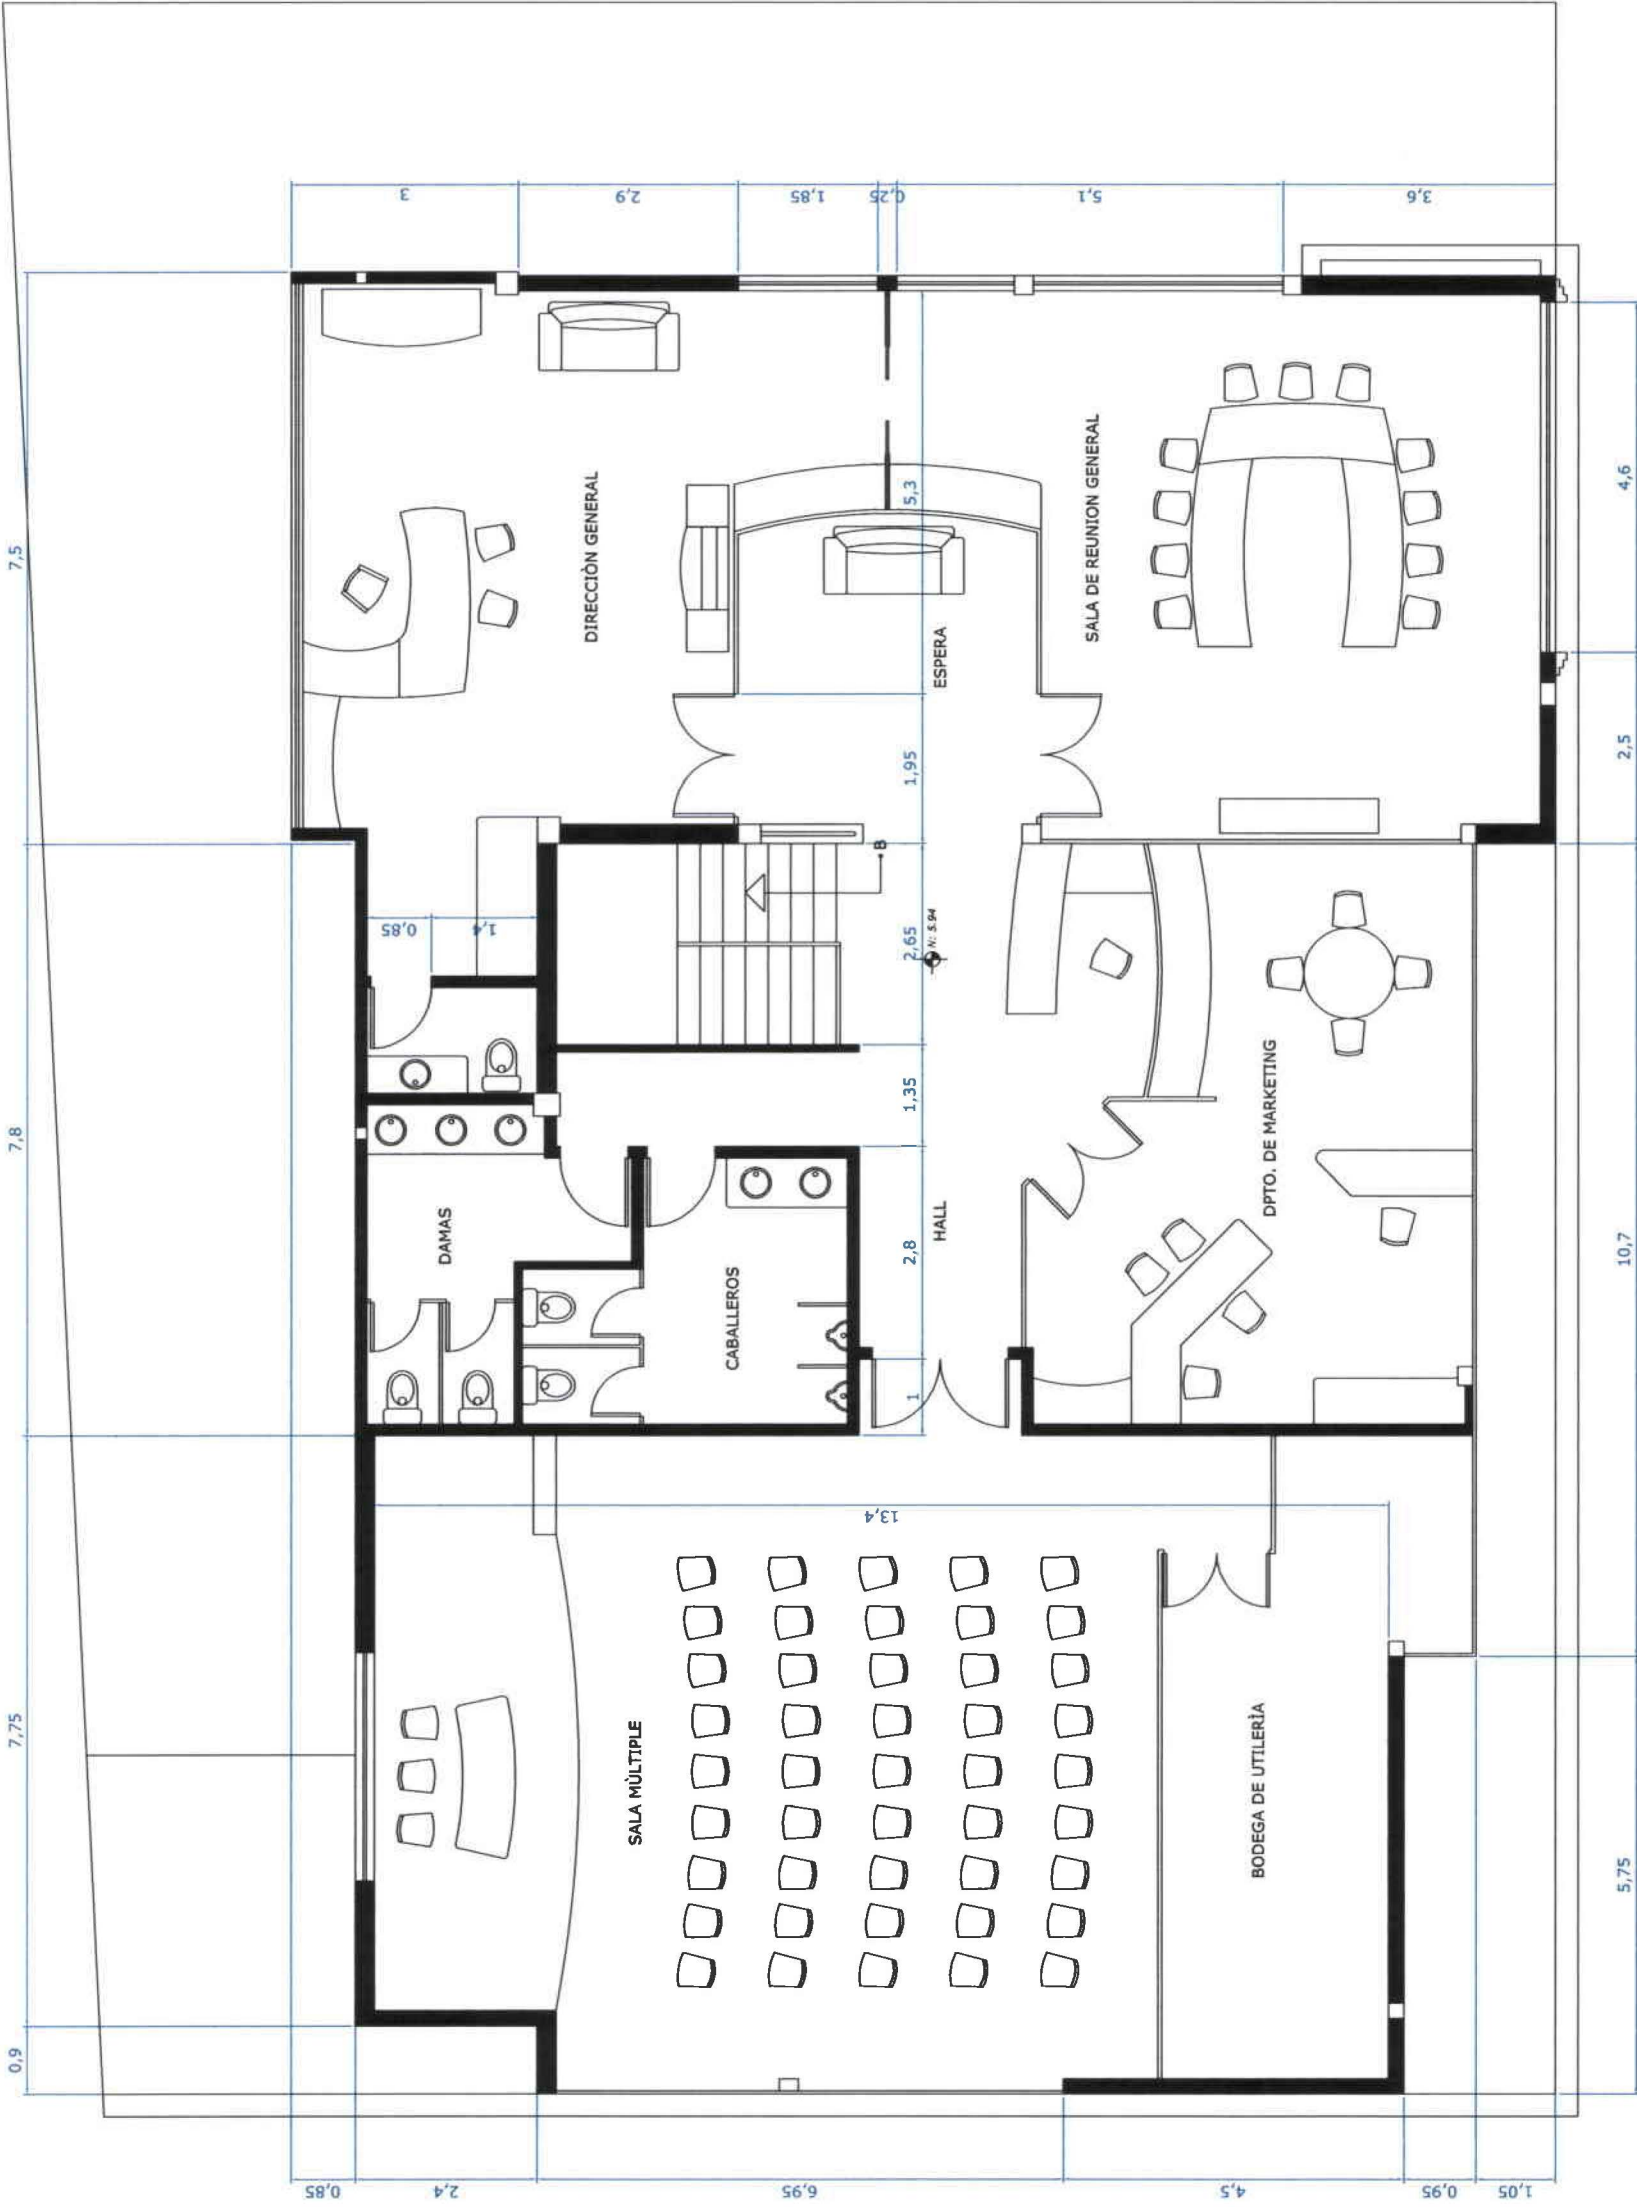 7,5
7,8
7,75
0,9
3
2,9
1,85
0,25
5,1
3,6
DIRECCIÒN GENERAL
5,3
SALA DE REUNION GENERAL
ESPERA
1,95
4,6
2,5
B
0,85
1,4
2,65
N: 5.94
1,35
DPTO. DE MARKETING
DAMAS
HALL
2,8
CABALLEROS
1
10,7
13,4
SALA MÙLTIPLE
BODEGA DE UTILERÌA
5,75
0,85
2,4
6,95
4,5
0,95
1,05